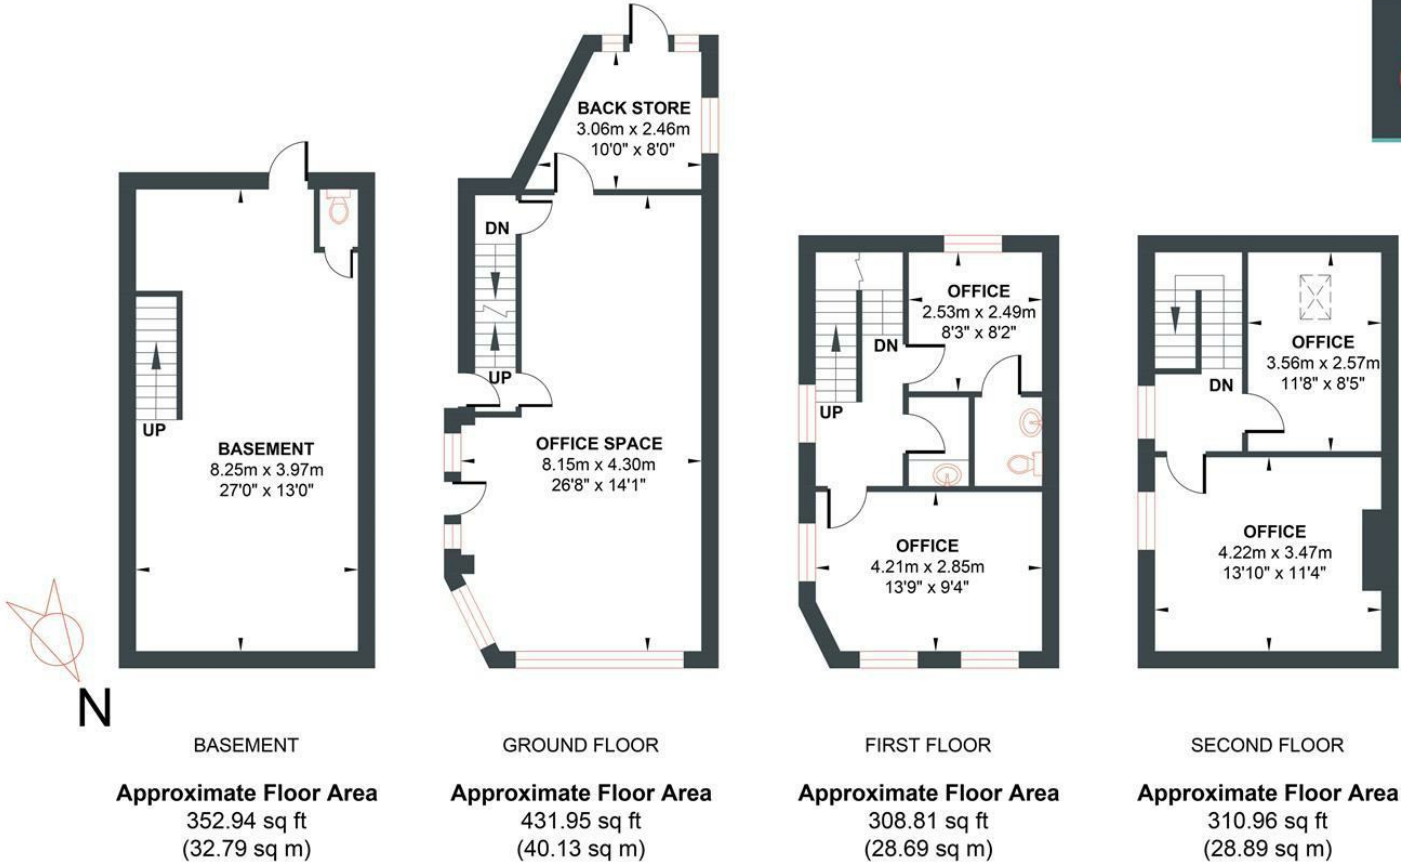 BACK STORE
3.06m x 2.46m
10'0" x 8'0"
DN
UP
OFFICE SPACE
8.15m x 4.30m
26'8" x 14'1"
UP
BASEMENT
8.25m x 3.97m
27'0" x 13'0"
OFFICE
2.53m x 2.49m
8'3" x 8'2"
DN
UP
OFFICE
4.21m x 2.85m
13'9" x 9'4"
OFFICE
3.56m x 2.57m
11'8" x 8'5"
DN
OFFICE
4.22m x 3.47m
13'10" x 11'4"
N
BASEMENT
Approximate Floor Area
352.94 sq ft
(32.79 sq m)
GROUND FLOOR
Approximate Floor Area
431.95 sq ft
(40.13 sq m)
FIRST FLOOR
Approximate Floor Area
308.81 sq ft
(28.69 sq m)
SECOND FLOOR
Approximate Floor Area
310.96 sq ft
(28.89 sq m)